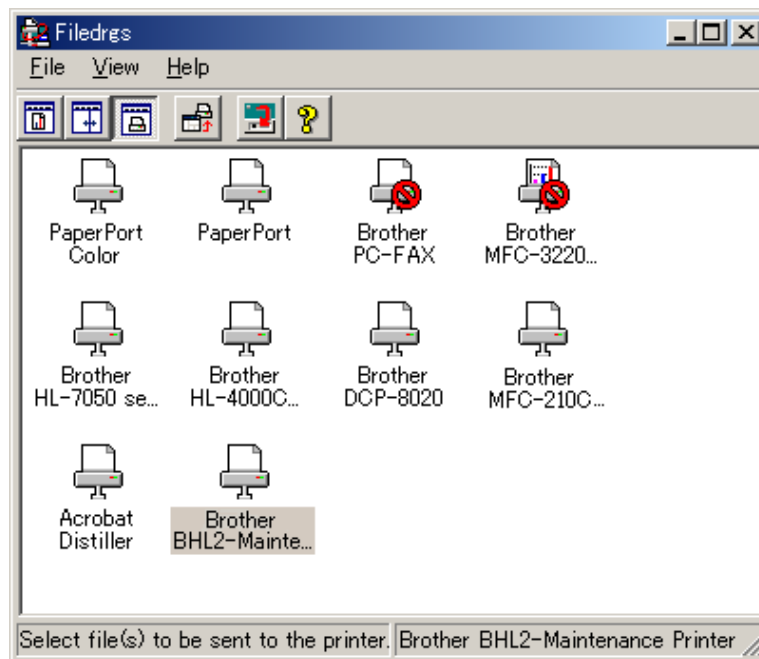 Filedrgs
File View Help
PaperPort Color
PaperPort
Brother PC-FAX
Brother MFC-3220...
Brother HL-7050 se...
Brother HL-4000C...
Brother DCP-8020
Brother MFC-210C...
Acrobat Distiller
Brother BHL2-Mainte...
Select file(s) to be sent to the printer. Brother BHL2-Maintenance Printer